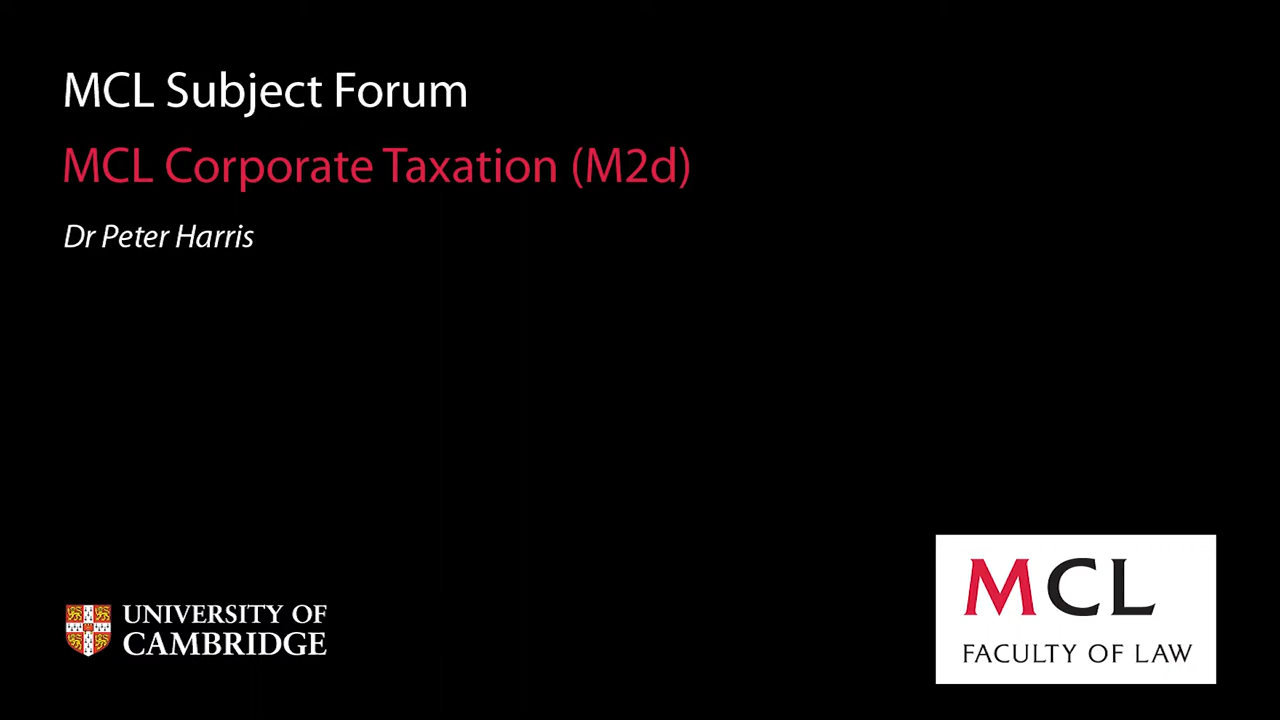 MCL Subject Forum
MCL Corporate Taxation (M2d)
Dr Peter Harris
UNIVERSITY OF
CAMBRIDGE
MCL
FACULTY OF LAW